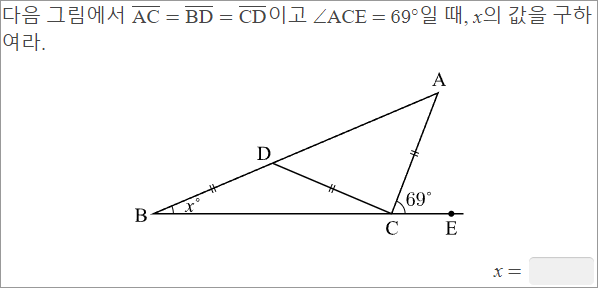 다음 그림에서 AC = BD = CD이고 ∠ACE = 69°일 때, x의 값을 구하
여라.
A
D
x°
69°
B
C
E
x =